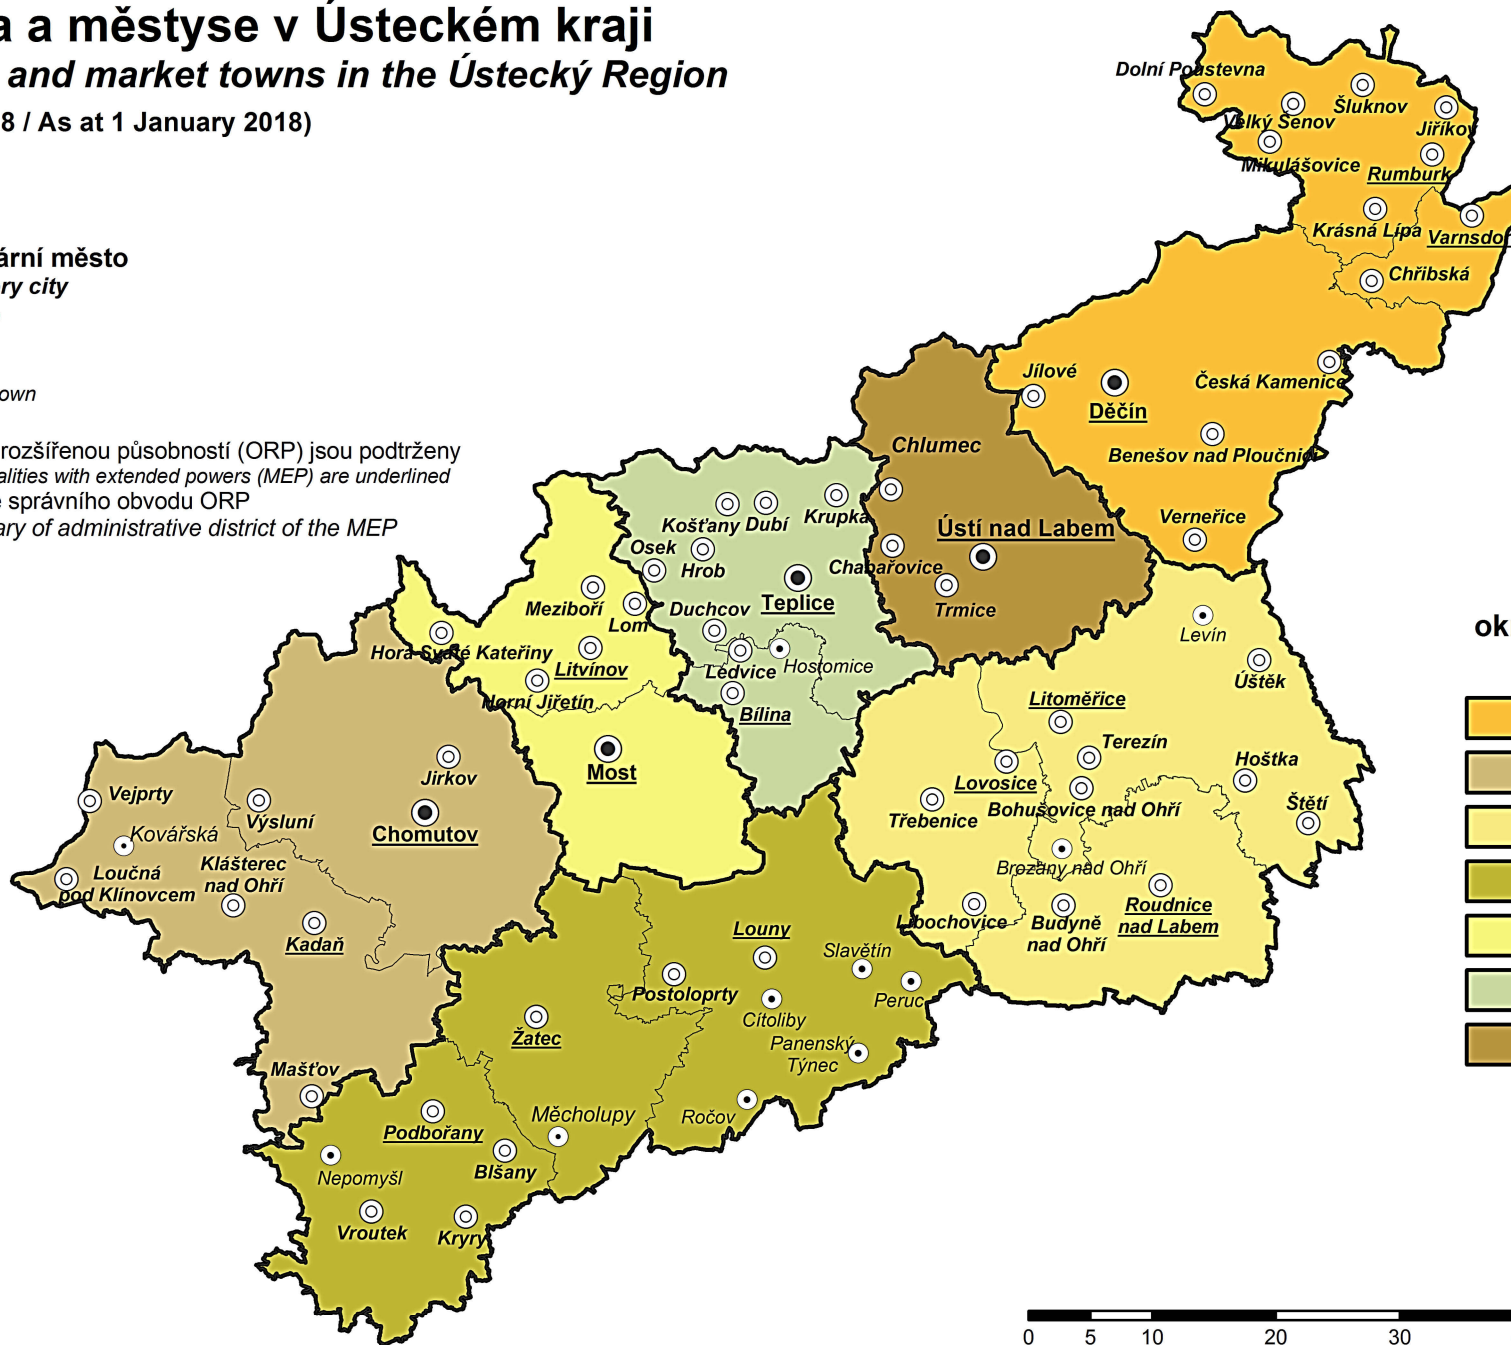 a a městyse v Ústeckém kraji
and market towns in the Ústecký Region
8 / As at 1 January 2018)
ární město
ry city
own
rozšířenou působností (ORP) jsou podtrženy
alities with extended powers (MEP) are underlined
e správního obvodu ORP
ary of administrative district of the MEP
Dolní Poustevna
Velký Šenov
Šluknov
Jiříkov
Mikulášovice
Rumburk
Krásná Lípa
Varnsdor
Chřibská
Jílové
Děčín
Česká Kamenice
Benešov nad Ploučnicí
Verneřice
Chlumec
Ústí nad Labem
Chabařovice
Trmice
Košťany
Dubí
Krupka
Osek
Hrob
Teplice
Duchcov
Ledvice
Hostomice
Bílina
Meziboří
Lom
Hora Svaté Kateřiny
Litvínov
Horní Jiřetín
Most
Levín
Úštěk
Litoměřice
Terezín
Hoštka
Lovosice
Bohušovice nad Ohří
Štětí
Třebenice
Brozany nad Ohří
Roudnice
nad Labem
Libochovice
Budyně
nad Ohří
Jirkov
Vejprty
Výsluní
Kovářská
Chomutov
Loučná
pod Klínovcem
Klášterec
nad Ohří
Kadaň
Mašťov
Louny
Slavětín
Postoloprty
Peruc
Cítoliby
Žatec
Panenský
Týnec
Měcholupy
Ročov
Podbořany
Blšany
Nepomyšl
Vroutek
Kryry
ok
0 5 10 20 30